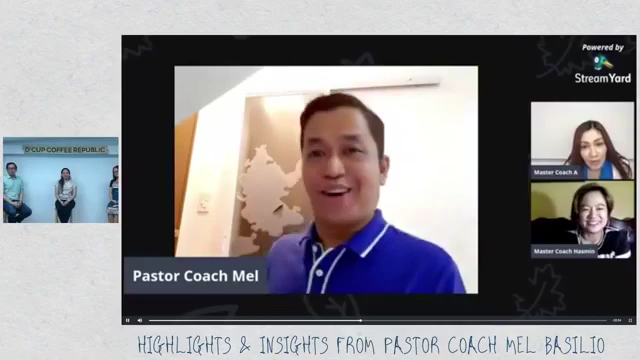 Powered by
StreamYard
D'CUP COFFEE REPUBLIC
Master Coach A
Master Coach Hasmin
Pastor Coach Mel
HIGHLIGHTS & INSIGHTS FROM PASTOR COACH MEL BASILIO